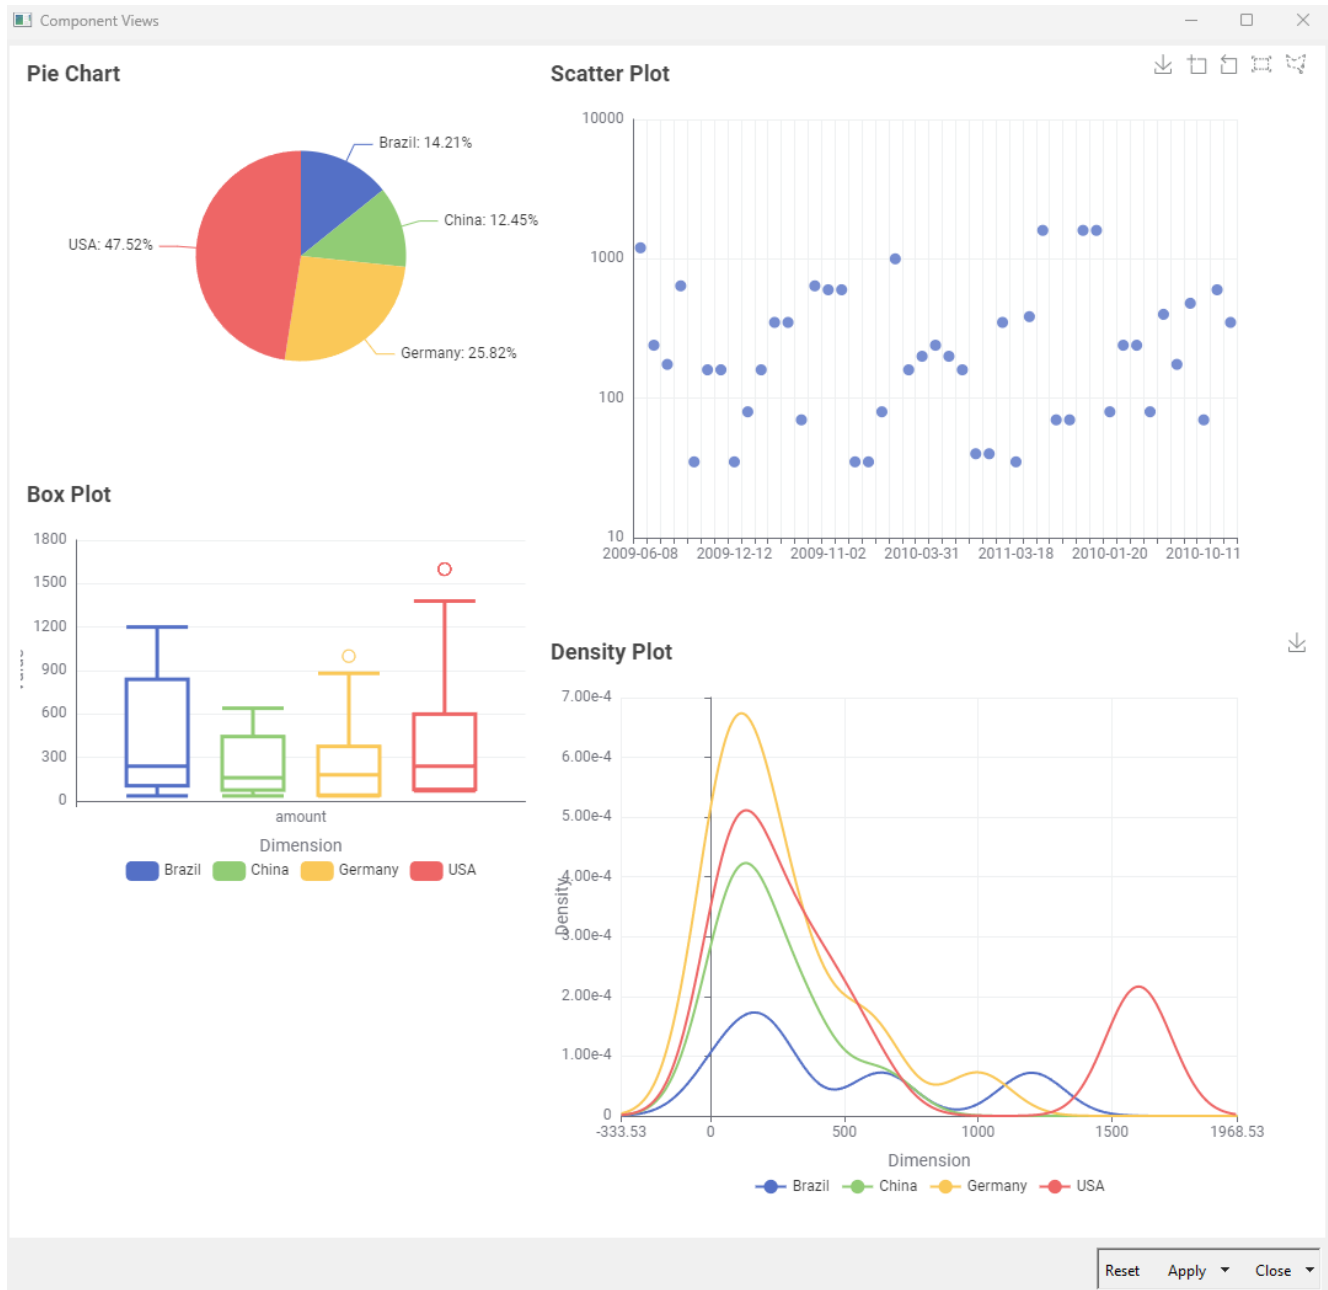 Component Views
Pie Chart
Brazil: 14.21%
China: 12.45%
USA: 47.52%
Germany: 25.82%
Scatter Plot
10000
1000
100
10
2009-06-08 2009-12-12 2009-11-02 2010-03-31 2011-03-18 2010-01-20 2010-10-11
Box Plot
1800
1500
1200
900
600
300
0
amount
Dimension
Brazil China Germany USA
Density Plot
7.00e-4
6.00e-4
5.00e-4
4.00e-4
Density
3.00e-4
2.00e-4
1.00e-4
0
-333.53 0 500 1000 1500 1968.53
Dimension
Brazil China Germany USA
Reset Apply Close